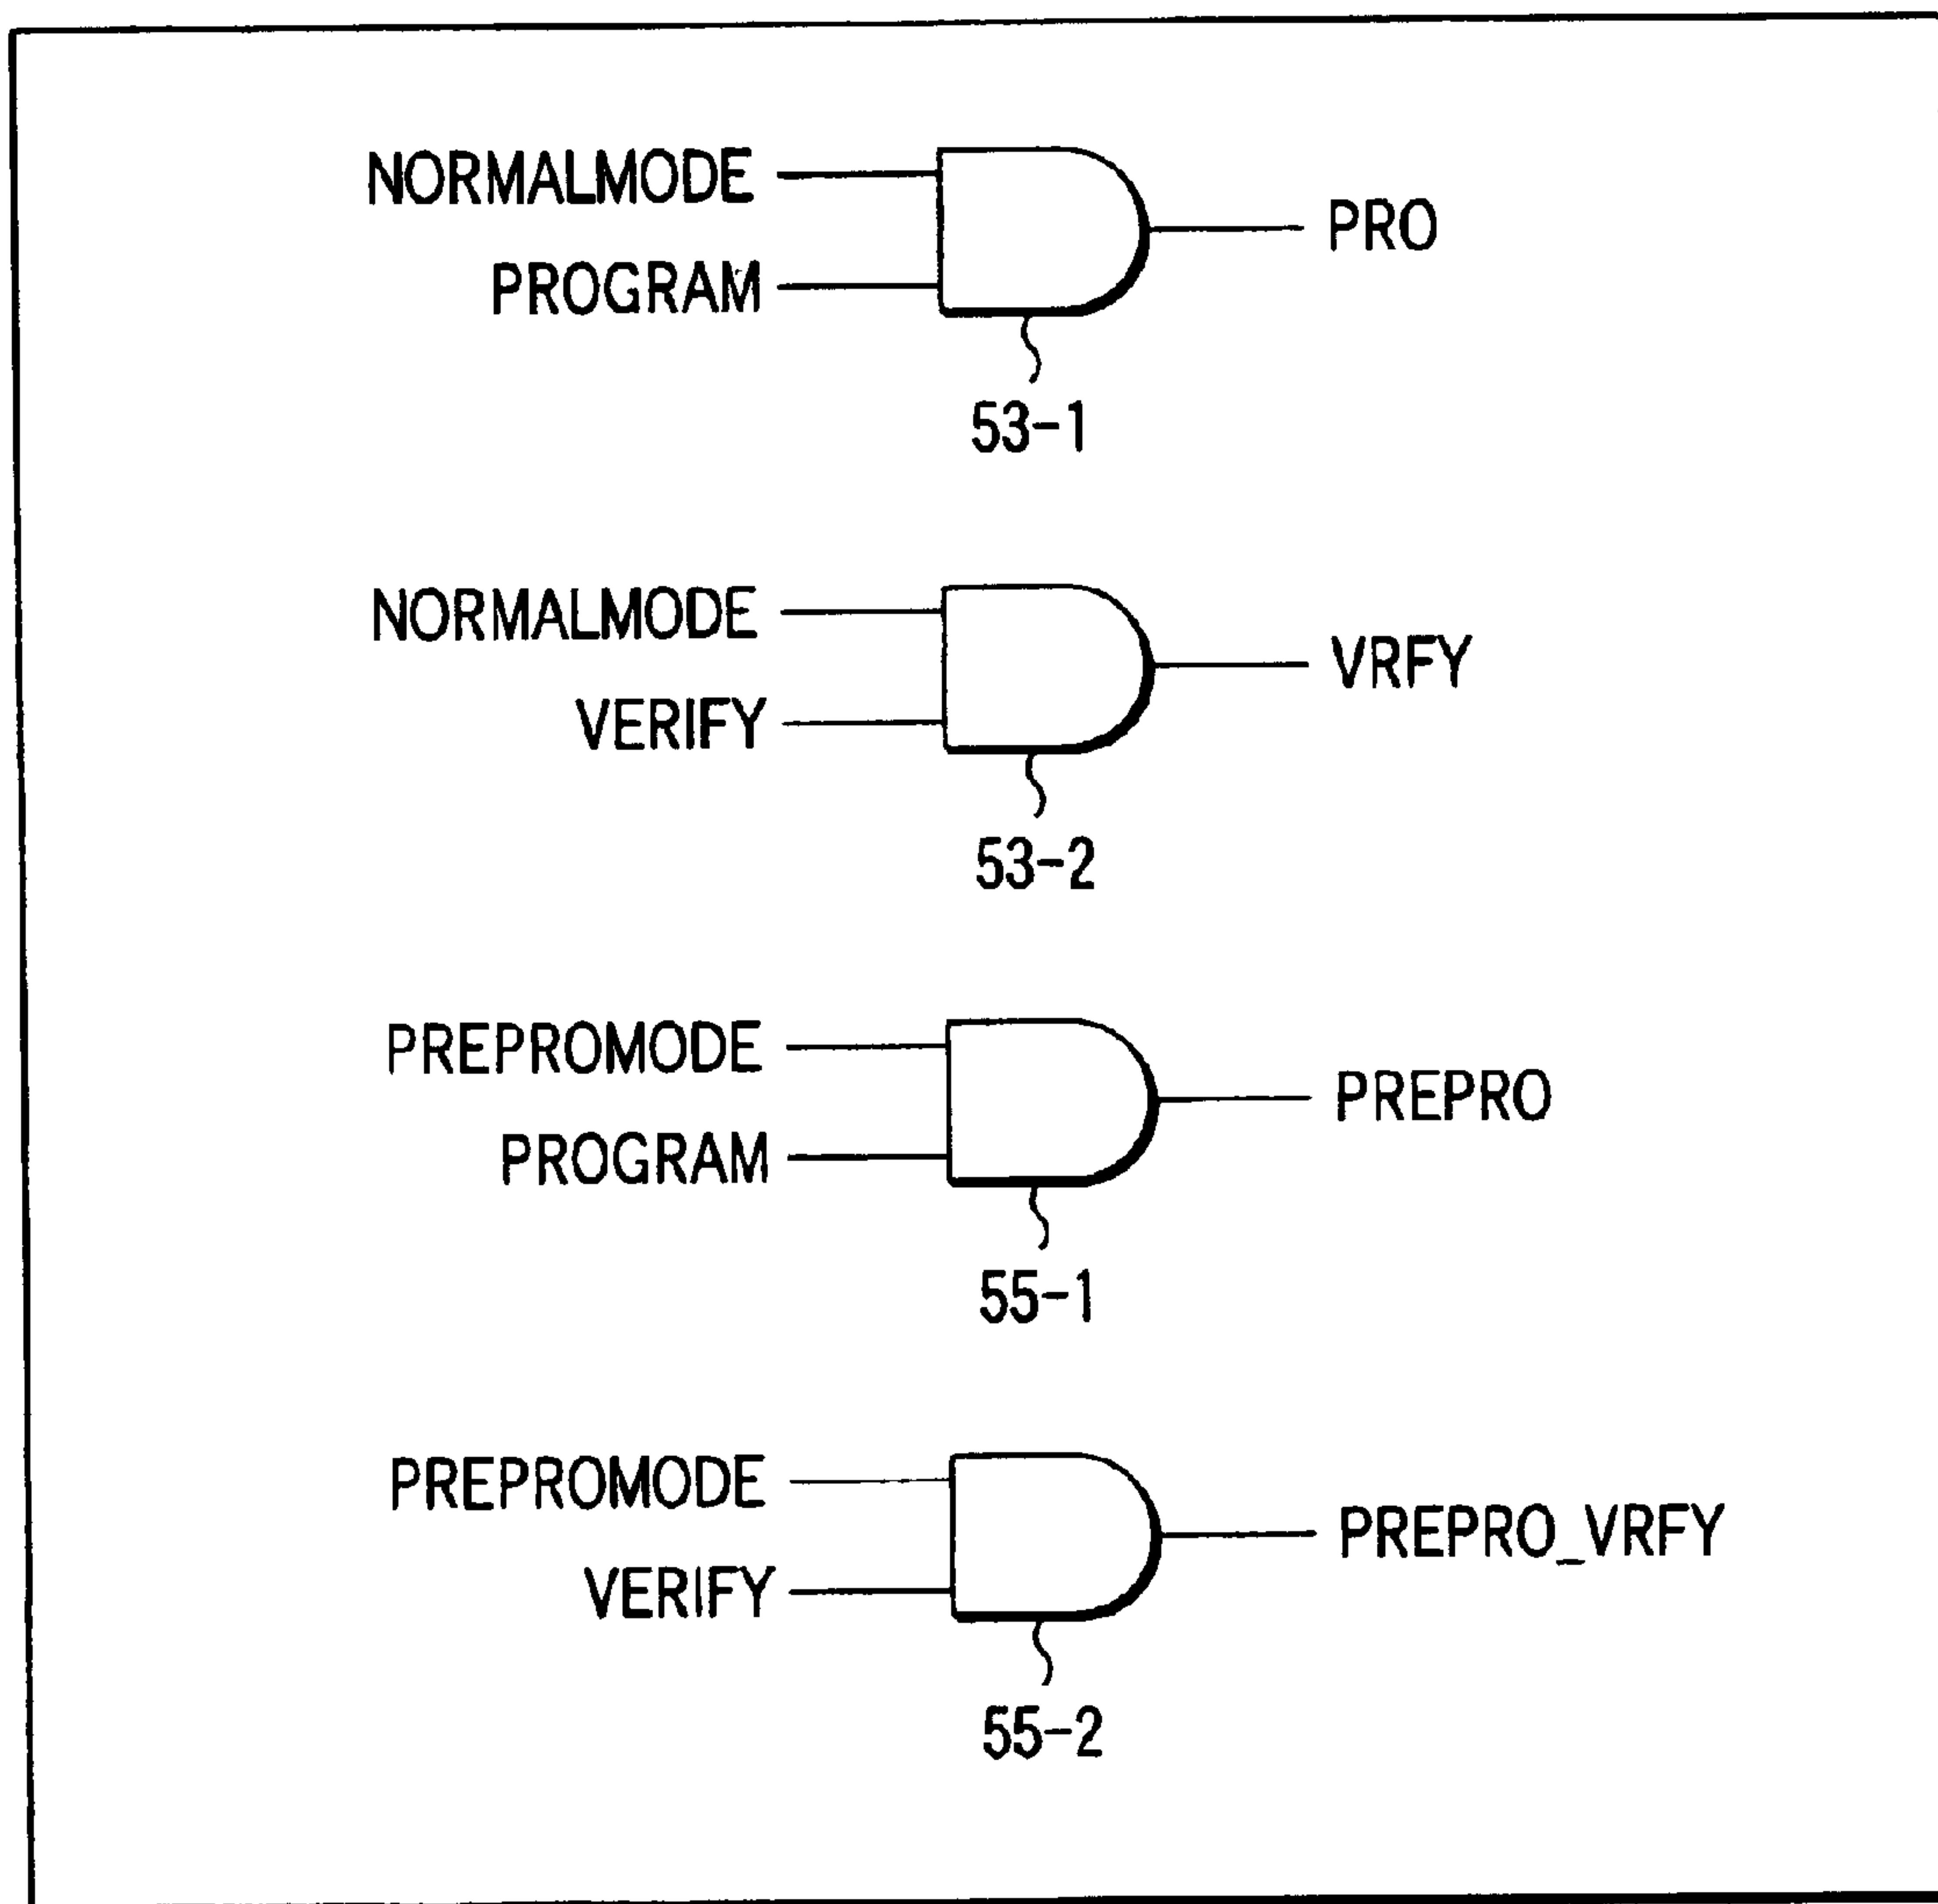 NORMALMODE
PRO
PROGRAM
53-1
NORMALMODE
VRFY
VERIFY
53-2
PREPROMODE
PREPRO
PROGRAM
55-1
PREPROMODE
PREPRO_VRFY
VERIFY
55-2